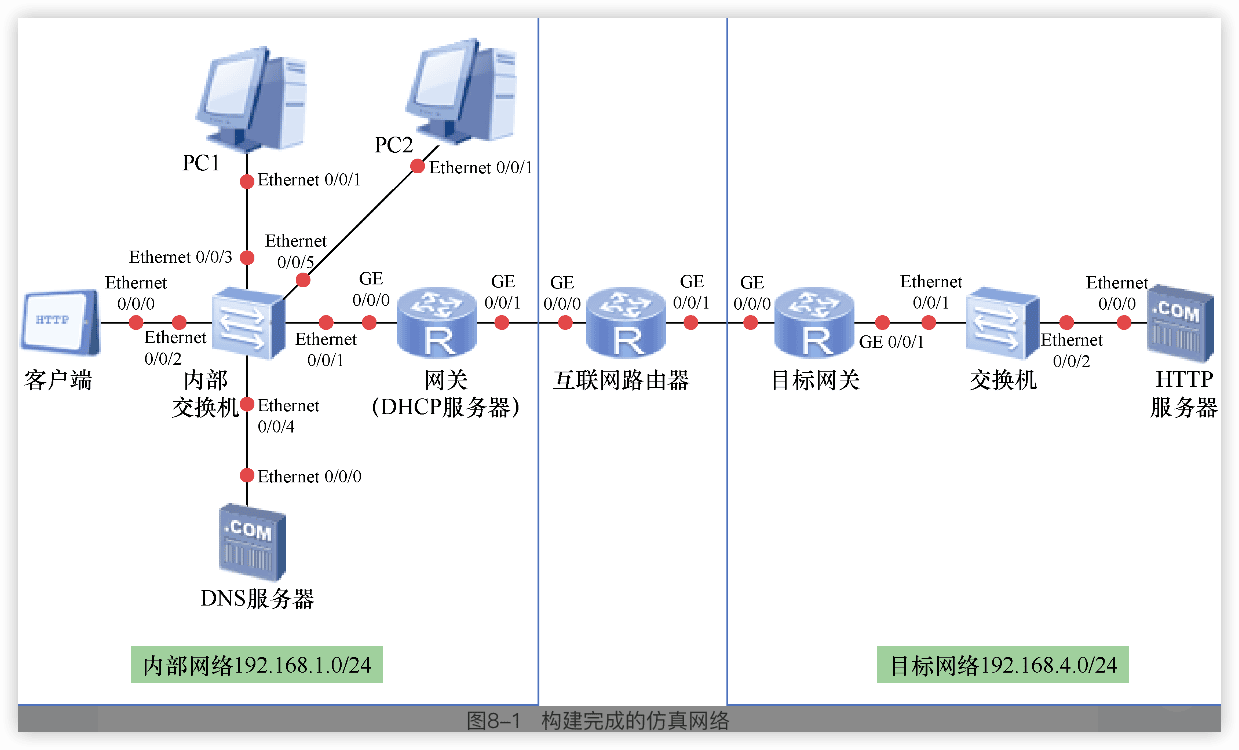 PC1
PC2
Ethernet 0/0/1
Ethernet 0/0/1
Ethernet 0/0/3
Ethernet
0/0/5
Ethernet
0/0/0
HTTP
客户端
Ethernet
0/0/2
内部
交换机
Ethernet
0/0/1
GE
0/0/0
R
网关
(DHCP服务器)
GE
0/0/1
GE
0/0/0
R
互联网路由器
GE
0/0/1
GE
0/0/0
R
目标网关
GE 0/0/1
Ethernet
0/0/1
交换机
Ethernet
0/0/2
Ethernet
0/0/0
.COM
HTTP
服务器
Ethernet
0/0/4
Ethernet 0/0/0
.COM
DNS服务器
内部网络192.168.1.0/24
目标网络192.168.4.0/24
图8-1 构建完成的仿真网络